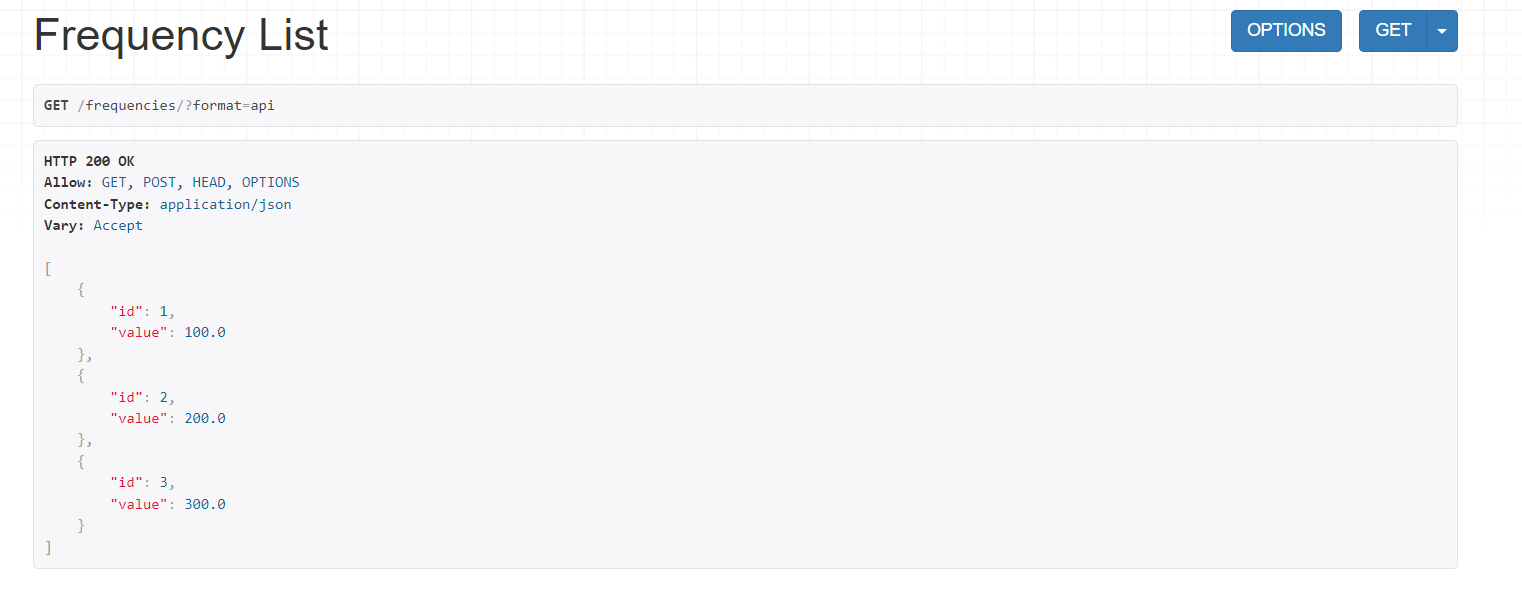 Frequency List
OPTIONS
GET
GET /frequencies/?format=api
HTTP 200 OK
Allow: GET, POST, HEAD, OPTIONS
Content-Type: application/json
Vary: Accept
[
    {
        "id": 1,
        "value": 100.0
    },
    {
        "id": 2,
        "value": 200.0
    },
    {
        "id": 3,
        "value": 300.0
    }
]